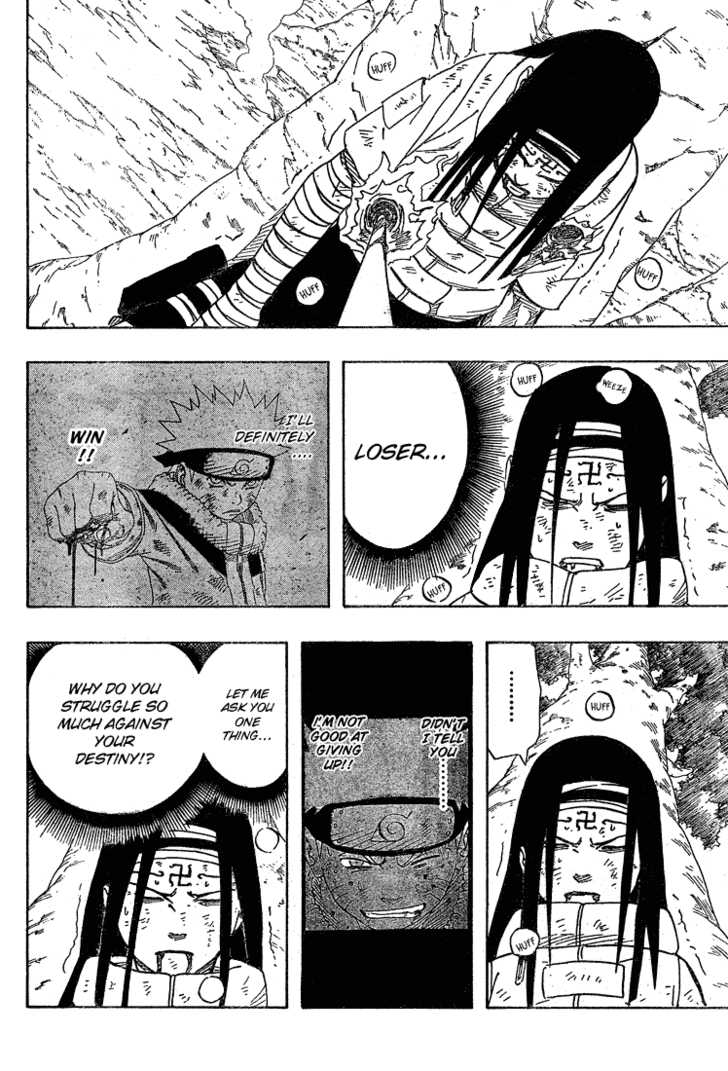 HUFF
HUFF
HUFF
HUFF
WEEZE
LOSER...
HUFF
I'LL
DEFINITELY
....
WIN
!!
.......
HUFF
HUFF
DIDN'T
I TELL
YOU
.......
I'M NOT
GOOD AT
GIVING
UP!!
LET ME
ASK YOU
ONE
THING...
WHY DO YOU
STRUGGLE SO
MUCH AGAINST
YOUR
DESTINY!?